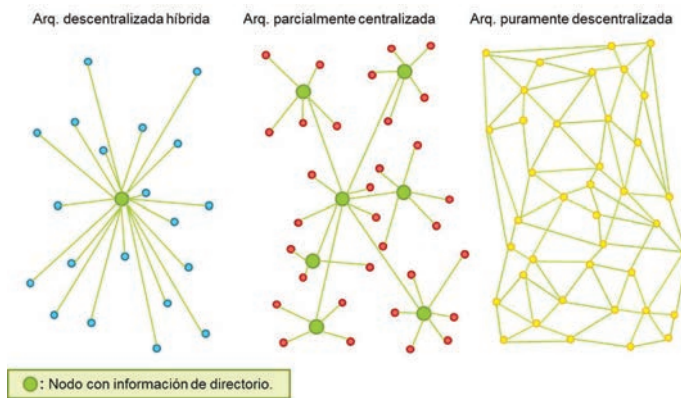 Arq. descentralizada híbrida
Arq. parcialmente centralizada
Arq. puramente descentralizada
: Nodo con información de directorio.